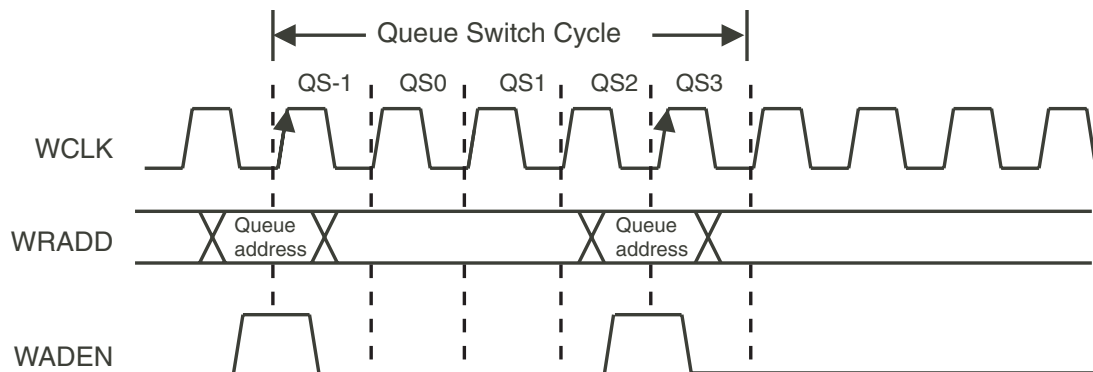 Queue Switch Cycle
QS-1 QS0 QS1 QS2 QS3
WCLK
WRADD
Queue
address
Queue
address
WADEN